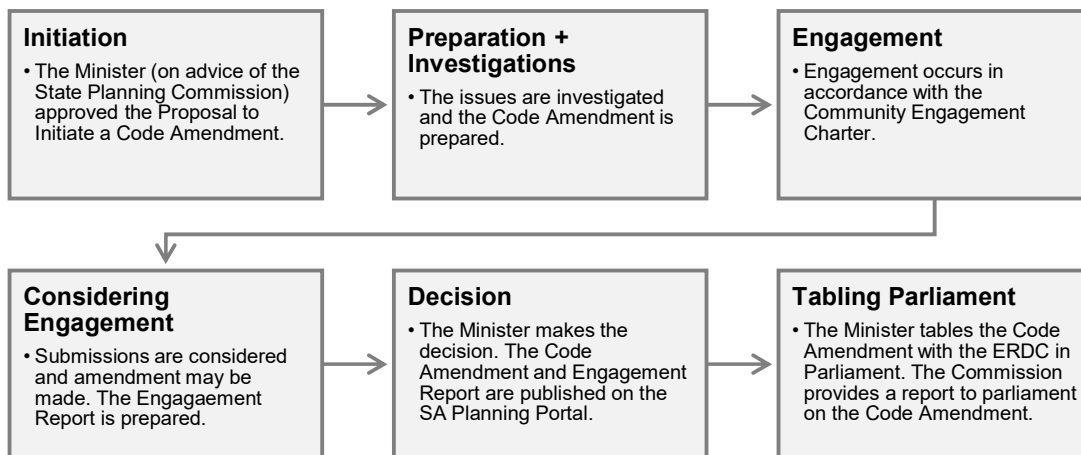 Initiation
• The Minister (on advice of the
State Planning Commission)
approved the Proposal to
Initiate a Code Amendment.
Preparation +
Investigations
• The issues are investigated
and the Code Amendment is
prepared.
Engagement
• Engagement occurs in
accordance with the
Community Engagement
Charter.
Considering
Engagement
• Submissions are considered
and amendment may be
made. The Engagaement
Report is prepared.
Decision
• The Minister makes the
decision. The Code
Amendment and Engagement
Report are published on the
SA Planning Portal.
Tabling Parliament
• The Minister tables the Code
Amendment with the ERDC in
Parliament. The Commission
provides a report to parliament
on the Code Amendment.